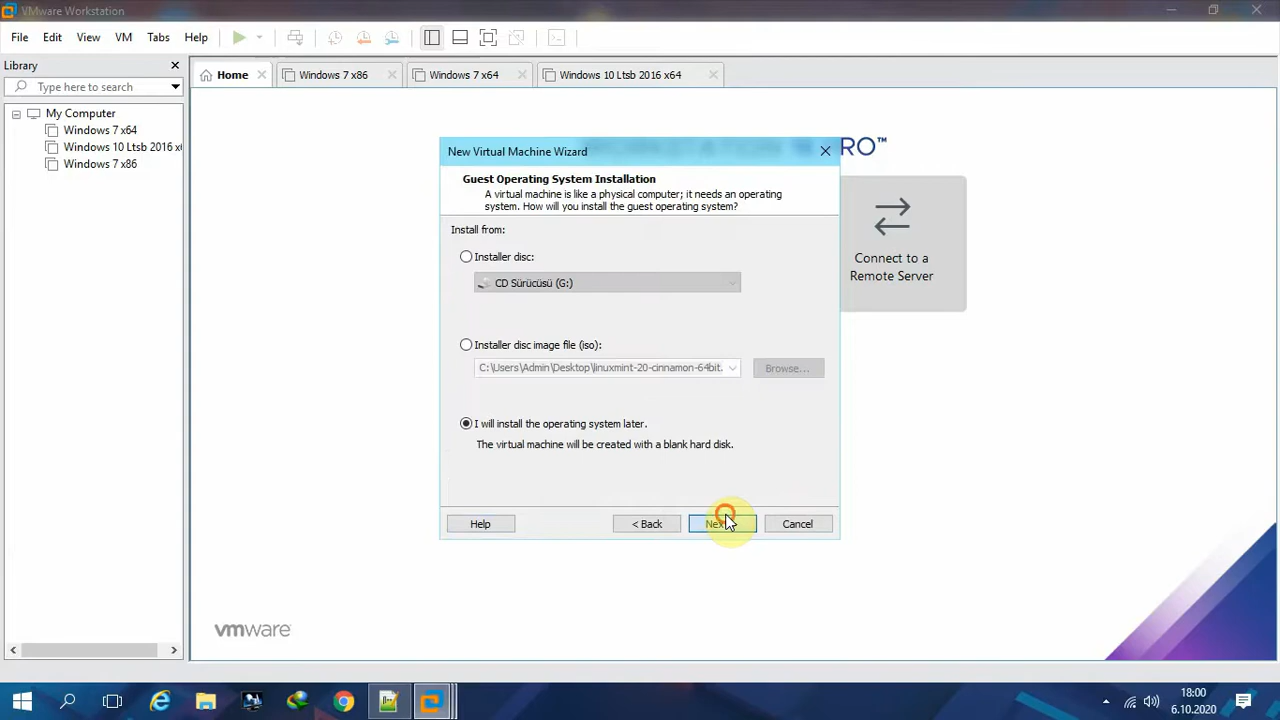 VMware Workstation
File Edit View VM Tabs Help
Library
Type here to search
My Computer
Windows 7 x64
Windows 10 Ltsb 2016 x
Windows 7 x86
Home
Windows 7 x86
Windows 7 x64
Windows 10 Ltsb 2016 x64
RO™
Connect to a
Remote Server
New Virtual Machine Wizard
Guest Operating System Installation
A virtual machine is like a physical computer; it needs an operating
system. How will you install the guest operating system?
Install from:
Installer disc:
CD Sürücüsü (G:)
Installer disc image file (iso):
C:\Users\Admin\Desktop\linuxmint-20-cinnamon-64bit.
Browse...
I will install the operating system later.
The virtual machine will be created with a blank hard disk.
Help
< Back
Cancel
vmware
18:00
6.10.2020